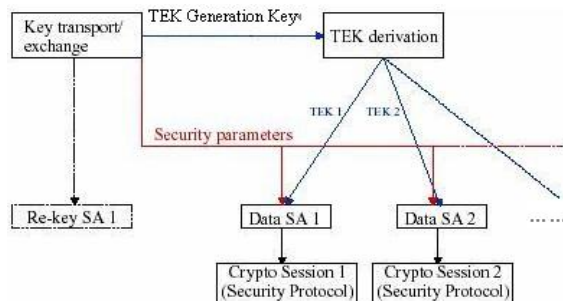 Key transport/
exchange
TEK Generation Key
TEK derivation
TEK 1
TEK 2
Security parameters
Re-key SA 1
Data SA 1
Data SA 2
......
Crypto Session 1
(Security Protocol)
Crypto Session 2
(Security Protocol)